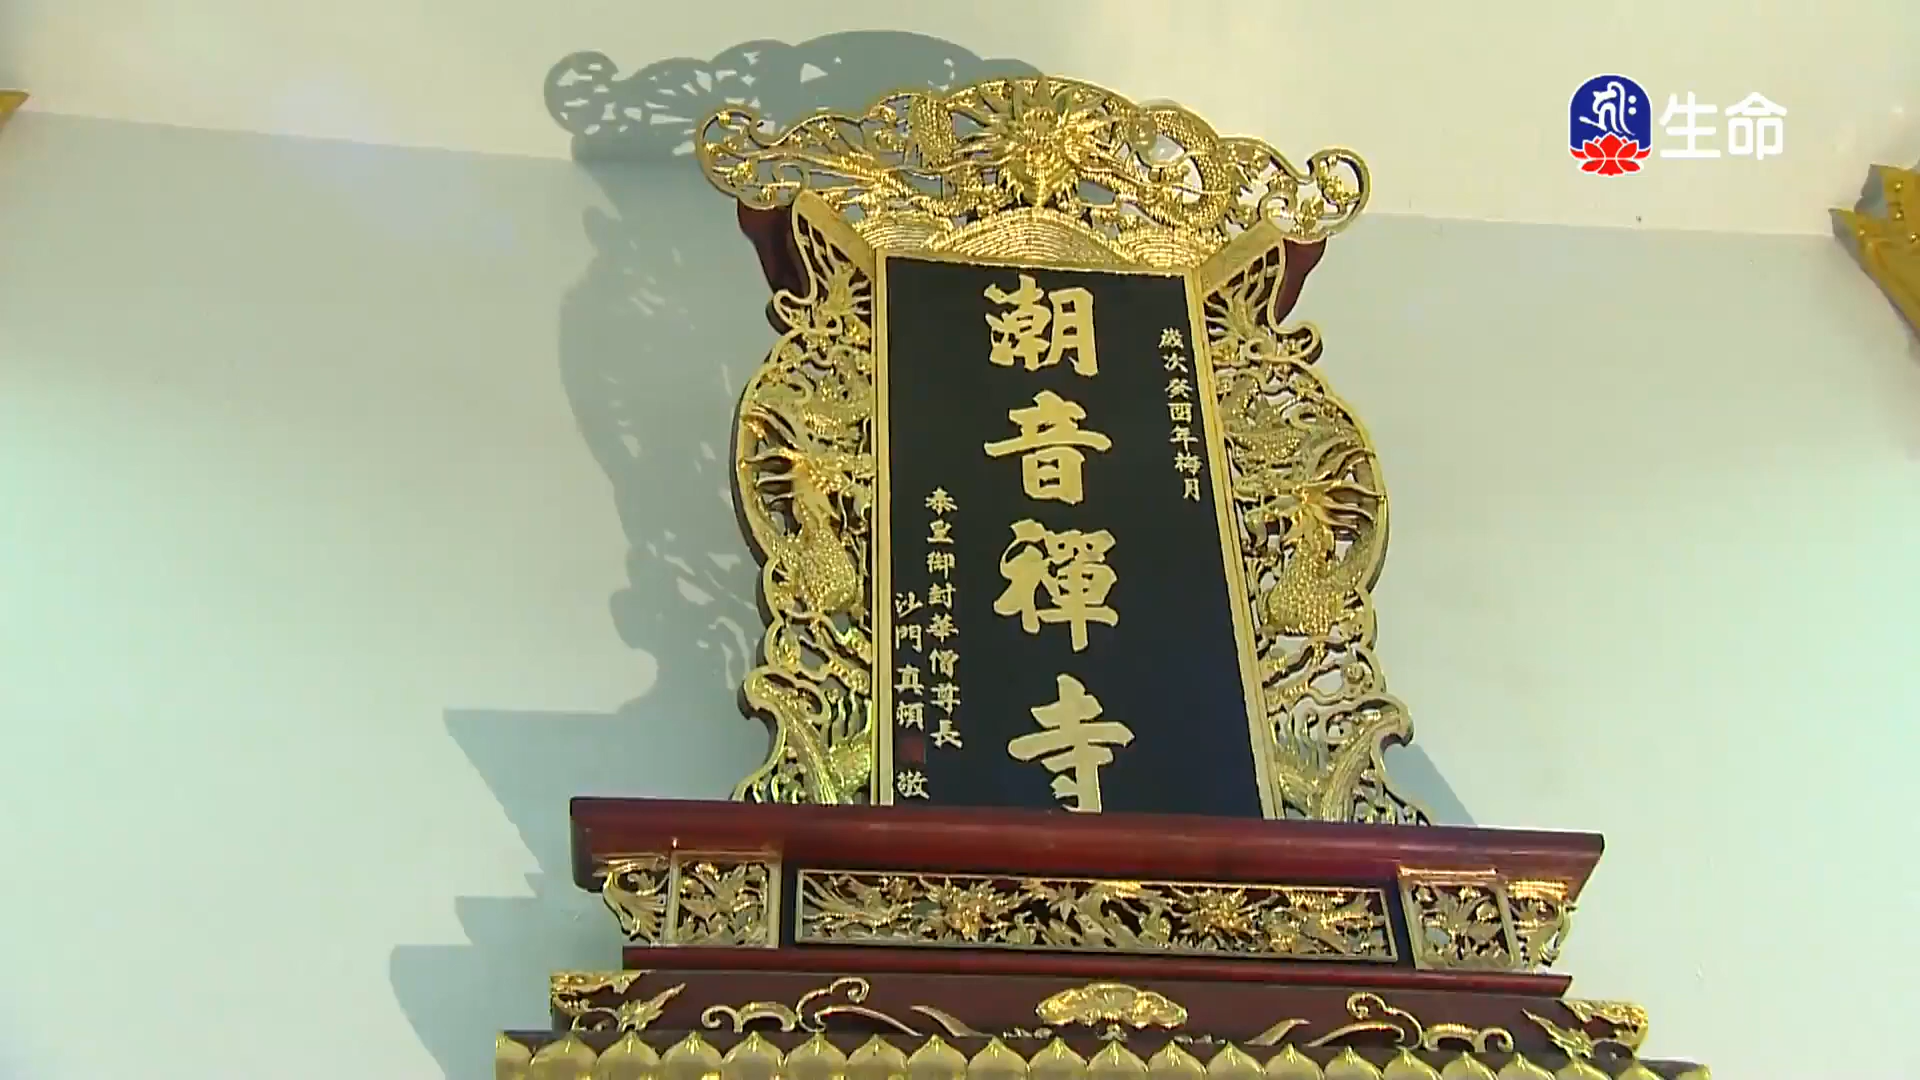 生命
歲次癸酉年梅月
潮音禪寺
泰皇御封華僧尊長
沙門真頓
敬